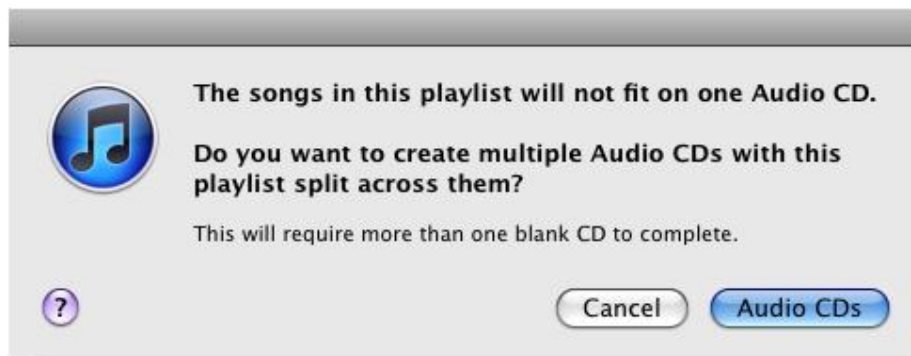 The songs in this playlist will not fit on one Audio CD.
Do you want to create multiple Audio CDs with this
playlist split across them?
This will require more than one blank CD to complete.
?
Cancel
Audio CDs